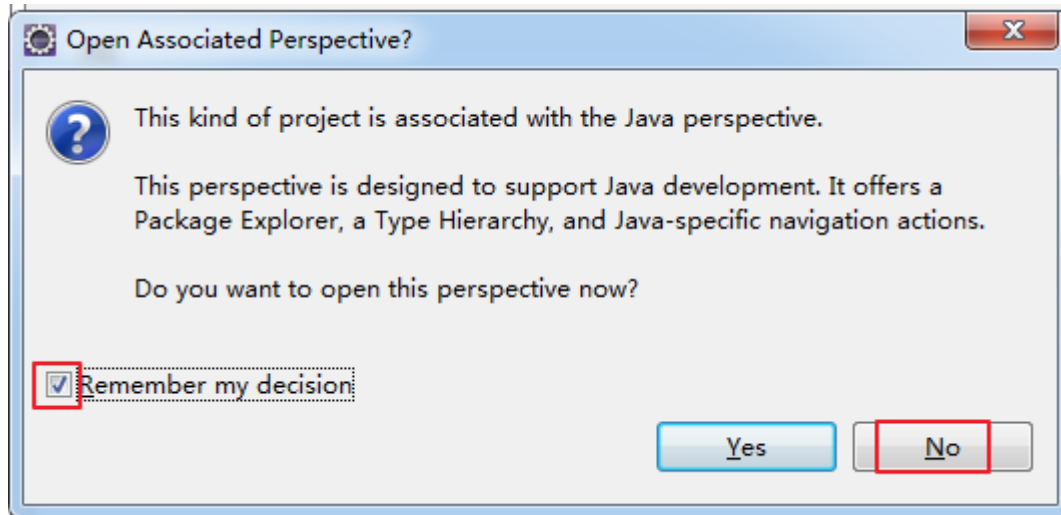 Open Associated Perspective?
This kind of project is associated with the Java perspective.
This perspective is designed to support Java development. It offers a
Package Explorer, a Type Hierarchy, and Java-specific navigation actions.
Do you want to open this perspective now?
Remember my decision
Yes
No